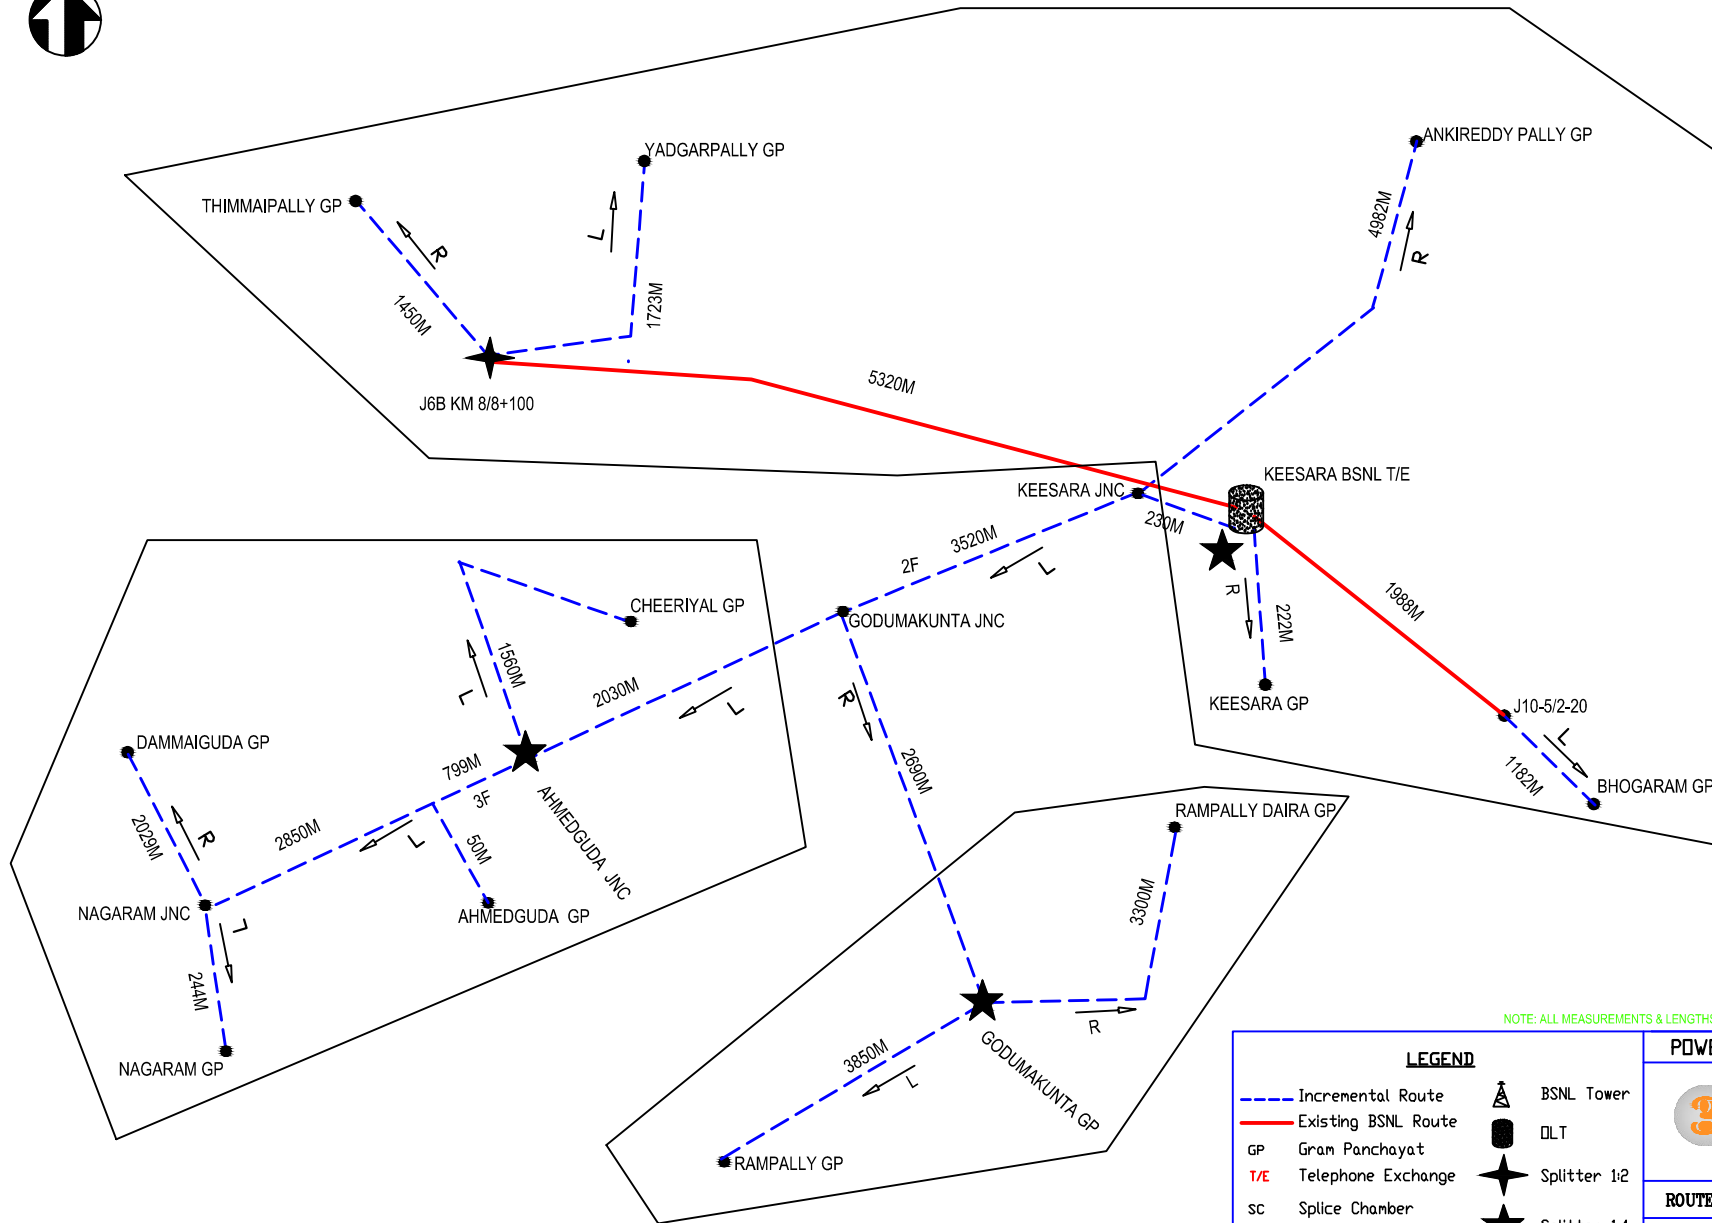 YADGARPALLY GP
ANKIREDDY PALLY GP
THIMMAIPALLY GP
R
L
4982M
R
1450M
1723M
5320M
J6B KM 8/8+100
KEESARA BSNL T/E
KEESARA JNC
230M
3520M
2F
L
R
222M
1988M
CHEERIYAL GP
GODUMAKUNTA JNC
1560M
L
2030M
L
R
KEESARA GP
J10-5/2-20
L
1182M
BHOGARAM GP
DAMMAIGUDA GP
799M
3F
2690M
AHMEDGUDA JNC
2029M
R
2850M
L
50M
RAMPALLY DAIRA GP
3300M
NAGARAM JNC
AHMEDGUDA GP
L
244M
NAGARAM GP
R
GODUMAKUNTA GP
3850M
L
RAMPALLY GP
NOTE: ALL MEASUREMENTS & LENGTHS
LEGEND
Incremental Route
BSNL Tower
Existing BSNL Route
OLT
GP Gram Panchayat
T/E Telephone Exchange
Splitter 1:2
SC Splice Chamber
POWE
ROUTE